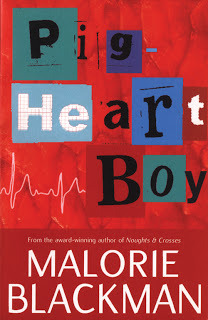 Pig-
Heart
Boy
From the award-winning author of Noughts & Crosses
MALORIE
BLACKMAN